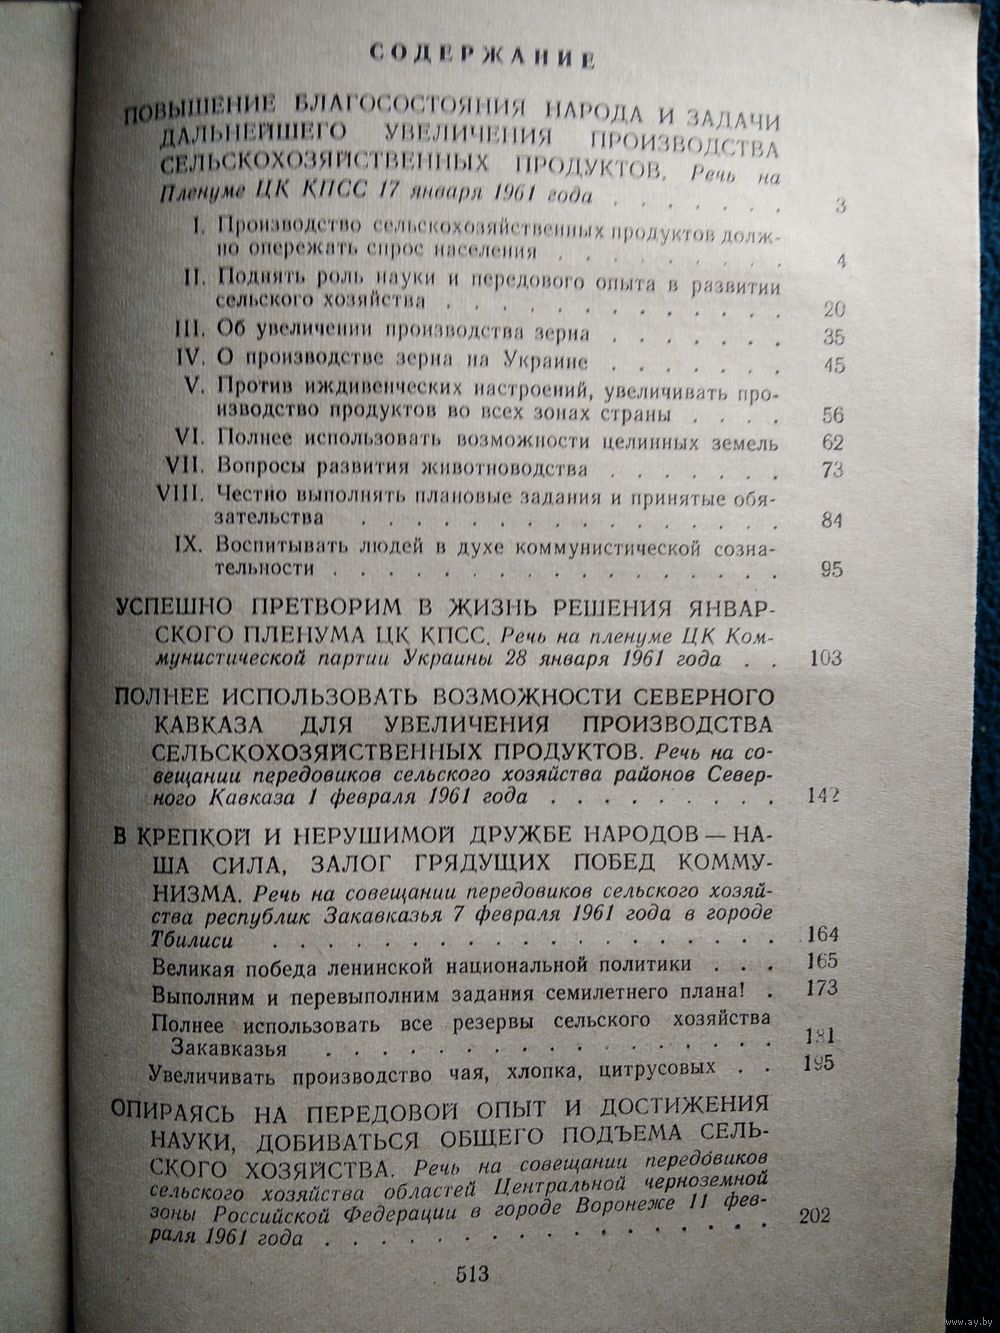 СОДЕРЖАНИЕ
ПОВЫШЕНИЕ БЛАГОСОСТОЯНИЯ НАРОДА И ЗАДАЧИ
ДАЛЬНЕЙШЕГО УВЕЛИЧЕНИЯ ПРОИЗВОДСТВА
СЕЛЬСКОХОЗЯЙСТВЕННЫХ ПРОДУКТОВ. Речь на
Пленуме ЦК КПСС 17 января 1961 года . . . . . . . 3
I. Производство сельскохозяйственных продуктов долж-
но опережать спрос населения . . . . . . . . 4
II. Поднять роль науки и передового опыта в развитии
сельского хозяйства . . . . . . . . . . . . 20
III. Об увеличении производства зерна . . . . . . . 35
IV. О производстве зерна на Украине . . . . . . . 45
V. Против иждивенческих настроений, увеличивать про-
изводство продуктов во всех зонах страны . . . . 56
VI. Полнее использовать возможности целинных земель 62
VII. Вопросы развития животноводства . . . . . . . 73
VIII. Честно выполнять плановые задания и принятые обя-
зательства . . . . . . . . . . . . . . . 84
IX. Воспитывать людей в духе коммунистической созна-
тельности . . . . . . . . . . . . . . . . 95
УСПЕШНО ПРЕТВОРИМ В ЖИЗНЬ РЕШЕНИЯ ЯНВАР-
СКОГО ПЛЕНУМА ЦК КПСС. Речь на пленуме ЦК Ком-
мунистической партии Украины 28 января 1961 года . . 103
ПОЛНЕЕ ИСПОЛЬЗОВАТЬ ВОЗМОЖНОСТИ СЕВЕРНОГО
КАВКАЗА ДЛЯ УВЕЛИЧЕНИЯ ПРОИЗВОДСТВА
СЕЛЬСКОХОЗЯЙСТВЕННЫХ ПРОДУКТОВ. Речь на со-
вещании передовиков сельского хозяйства районов Север-
ного Кавказа 1 февраля 1961 года . . . . . . . . . 142
В КРЕПКОЙ И НЕРУШИМОЙ ДРУЖБЕ НАРОДОВ — НА-
ША СИЛА, ЗАЛОГ ГРЯДУЩИХ ПОБЕД КОММУ-
НИЗМА. Речь на совещании передовиков сельского хозяй-
ства республик Закавказья 7 февраля 1961 года в городе
Тбилиси . . . . . . . . . . . . . . . . . . . 164
Великая победа ленинской национальной политики . . . 165
Выполним и перевыполним задания семилетнего плана! . 173
Полнее использовать все резервы сельского хозяйства
Закавказья . . . . . . . . . . . . . . . . . 181
Увеличивать производство чая, хлопка, цитрусовых . . 195
ОПИРАЯСЬ НА ПЕРЕДОВОЙ ОПЫТ И ДОСТИЖЕНИЯ
НАУКИ, ДОБИВАТЬСЯ ОБЩЕГО ПОДЪЕМА СЕЛЬ-
СКОГО ХОЗЯЙСТВА. Речь на совещании передовиков
сельского хозяйства областей Центральной черноземной
зоны Российской Федерации в городе Воронеже 11 фев-
раля 1961 года . . . . . . . . . . . . . . . . 202
513
www.ay.by